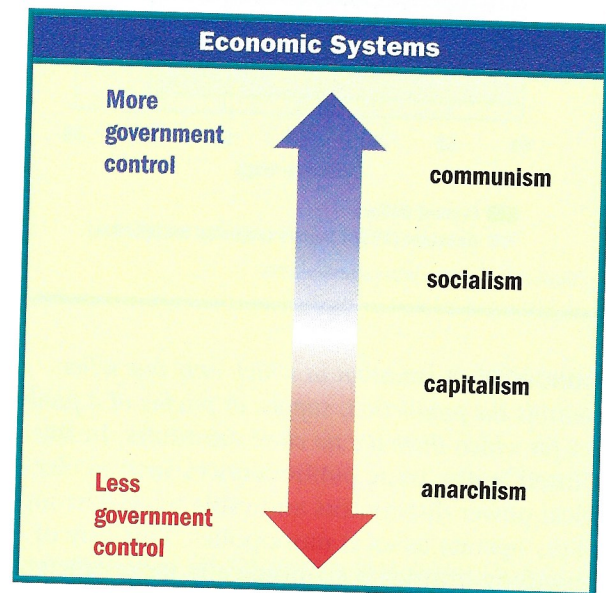 Economic Systems
More
government
control
communism
socialism
capitalism
anarchism
Less
government
control